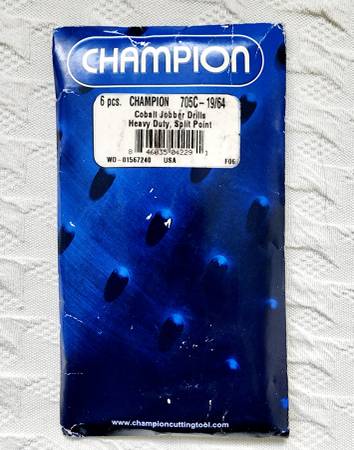 CHAMPION
6 pcs. CHAMPION 705C-19/64
Cobalt Jobber Drills
Heavy Duty, Split Point
8 46035 04229 1
WO-01567240 USA F06
www.championcuttingtool.com